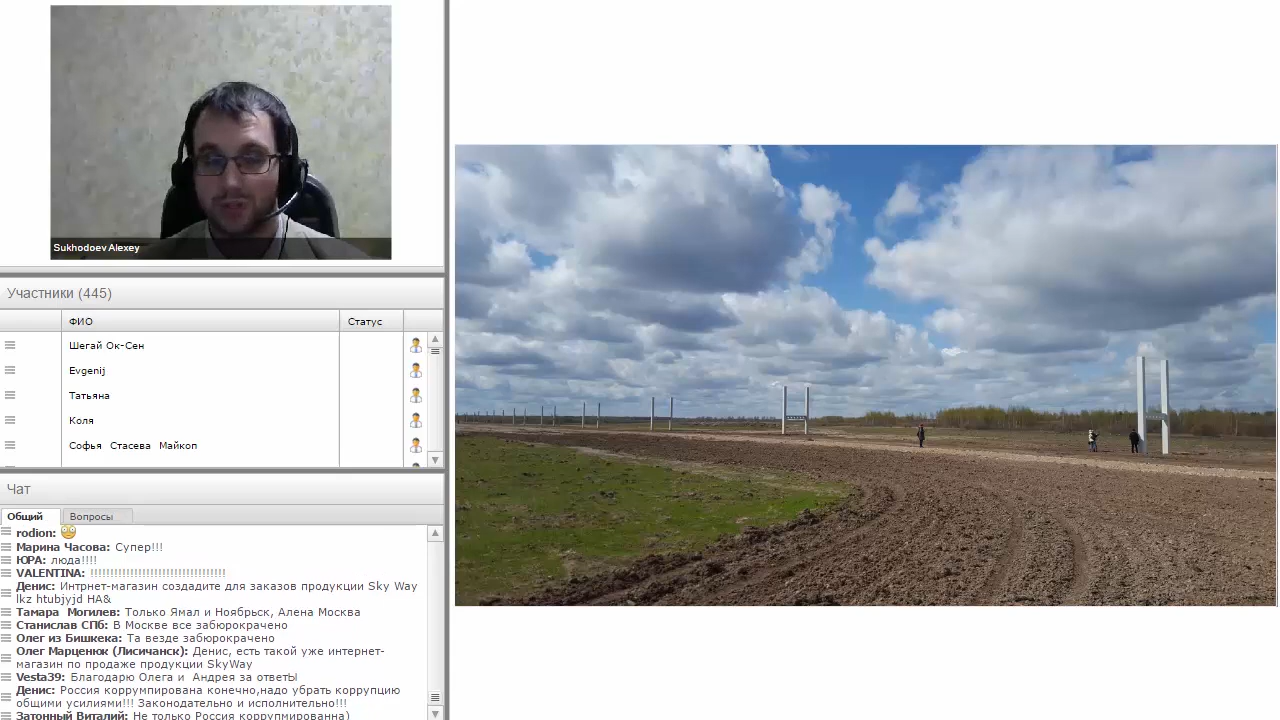 Sukhodoev Alexey
Участники (445)
ФИО
Статус
Шегай Ок-Сен
Evgenij
Татьяна
Коля
Софья Стасева Майкоп
Чат
Общий
Вопросы
rodion:
Марина Часова: Супер!!!
ЮРА: люда!!!!
VALENTINA: !!!!!!!!!!!!!!!!!!!!!!!!!!!!!!!!!!
Денис: Интрнет-магазин создадите для заказов продукции Sky Way
lkz htubjyjd HA&
Тамара Могилев: Только Ямал и Ноябрьск, Алена Москва
Станислав СПб: В Москве все забюрокрачено
Олег из Бишкека: Та везде забюрокрачено
Олег Марценюк (Лисичанск): Денис, есть такой уже интернет-
магазин по продаже продукции SkyWay
Vesta39: Благодарю Олега и Андрея за ответы
Денис: Россия коррумпирована конечно,надо убрать коррупцию
общими усилиями!!! Законодательно и исполнительно!!!
Затонный Виталий: Не только Россия коррумпированна)